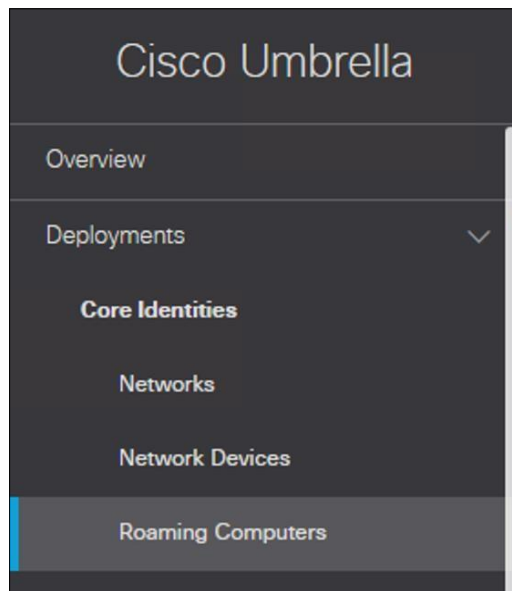 Cisco Umbrella
Overview
Deployments
Core Identities
Networks
Network Devices
Roaming Computers